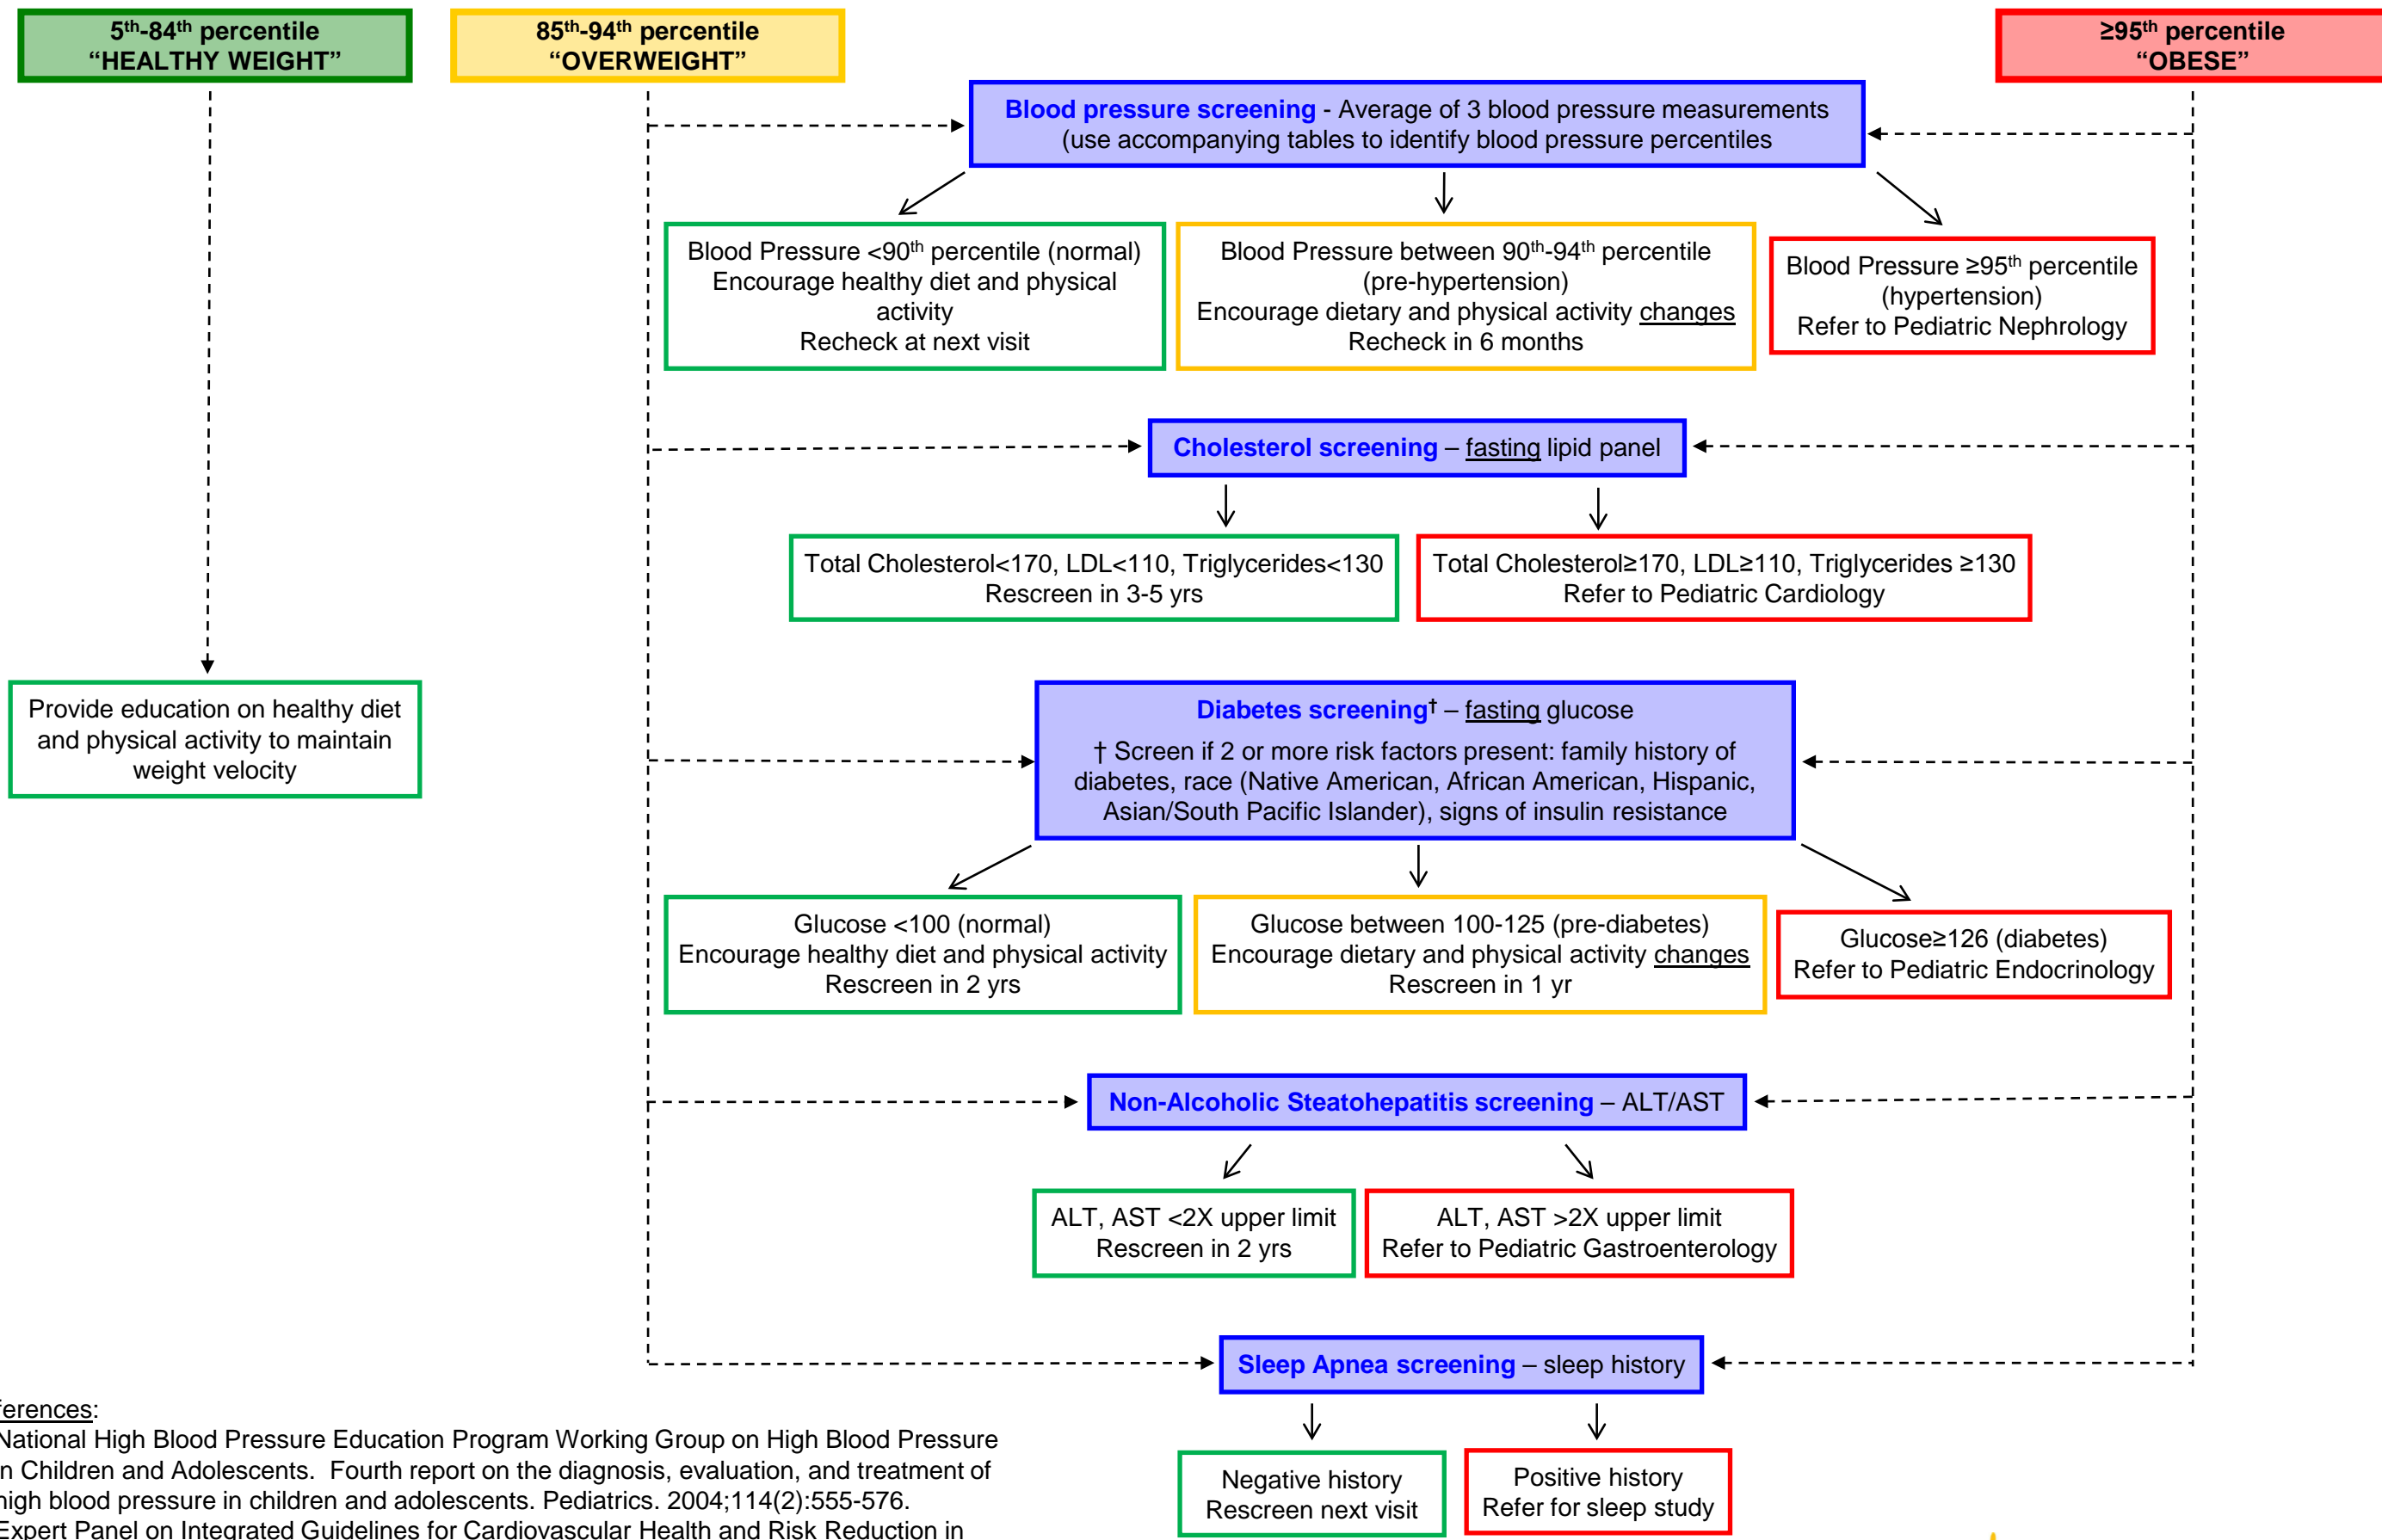 5th-84th percentile
“HEALTHY WEIGHT”
85th-94th percentile
“OVERWEIGHT”
≥95th percentile
“OBESE”
Blood pressure screening - Average of 3 blood pressure measurements
(use accompanying tables to identify blood pressure percentiles
Blood Pressure <90th percentile (normal)
Encourage healthy diet and physical
activity
Recheck at next visit
Blood Pressure between 90th-94th percentile
(pre-hypertension)
Encourage dietary and physical activity changes
Recheck in 6 months
Blood Pressure ≥95th percentile
(hypertension)
Refer to Pediatric Nephrology
Cholesterol screening – fasting lipid panel
Total Cholesterol<170, LDL<110, Triglycerides<130
Rescreen in 3-5 yrs
Total Cholesterol≥170, LDL≥110, Triglycerides ≥130
Refer to Pediatric Cardiology
Provide education on healthy diet
and physical activity to maintain
weight velocity
Diabetes screening† – fasting glucose
† Screen if 2 or more risk factors present: family history of
diabetes, race (Native American, African American, Hispanic,
Asian/South Pacific Islander), signs of insulin resistance
Glucose <100 (normal)
Encourage healthy diet and physical activity
Rescreen in 2 yrs
Glucose between 100-125 (pre-diabetes)
Encourage dietary and physical activity changes
Rescreen in 1 yr
Glucose≥126 (diabetes)
Refer to Pediatric Endocrinology
Non-Alcoholic Steatohepatitis screening – ALT/AST
ALT, AST <2X upper limit
Rescreen in 2 yrs
ALT, AST >2X upper limit
Refer to Pediatric Gastroenterology
Sleep Apnea screening – sleep history
Negative history
Rescreen next visit
Positive history
Refer for sleep study
ferences:
National High Blood Pressure Education Program Working Group on High Blood Pressure
n Children and Adolescents. Fourth report on the diagnosis, evaluation, and treatment of
high blood pressure in children and adolescents. Pediatrics. 2004;114(2):555-576.
Expert Panel on Integrated Guidelines for Cardiovascular Health and Risk Reduction in